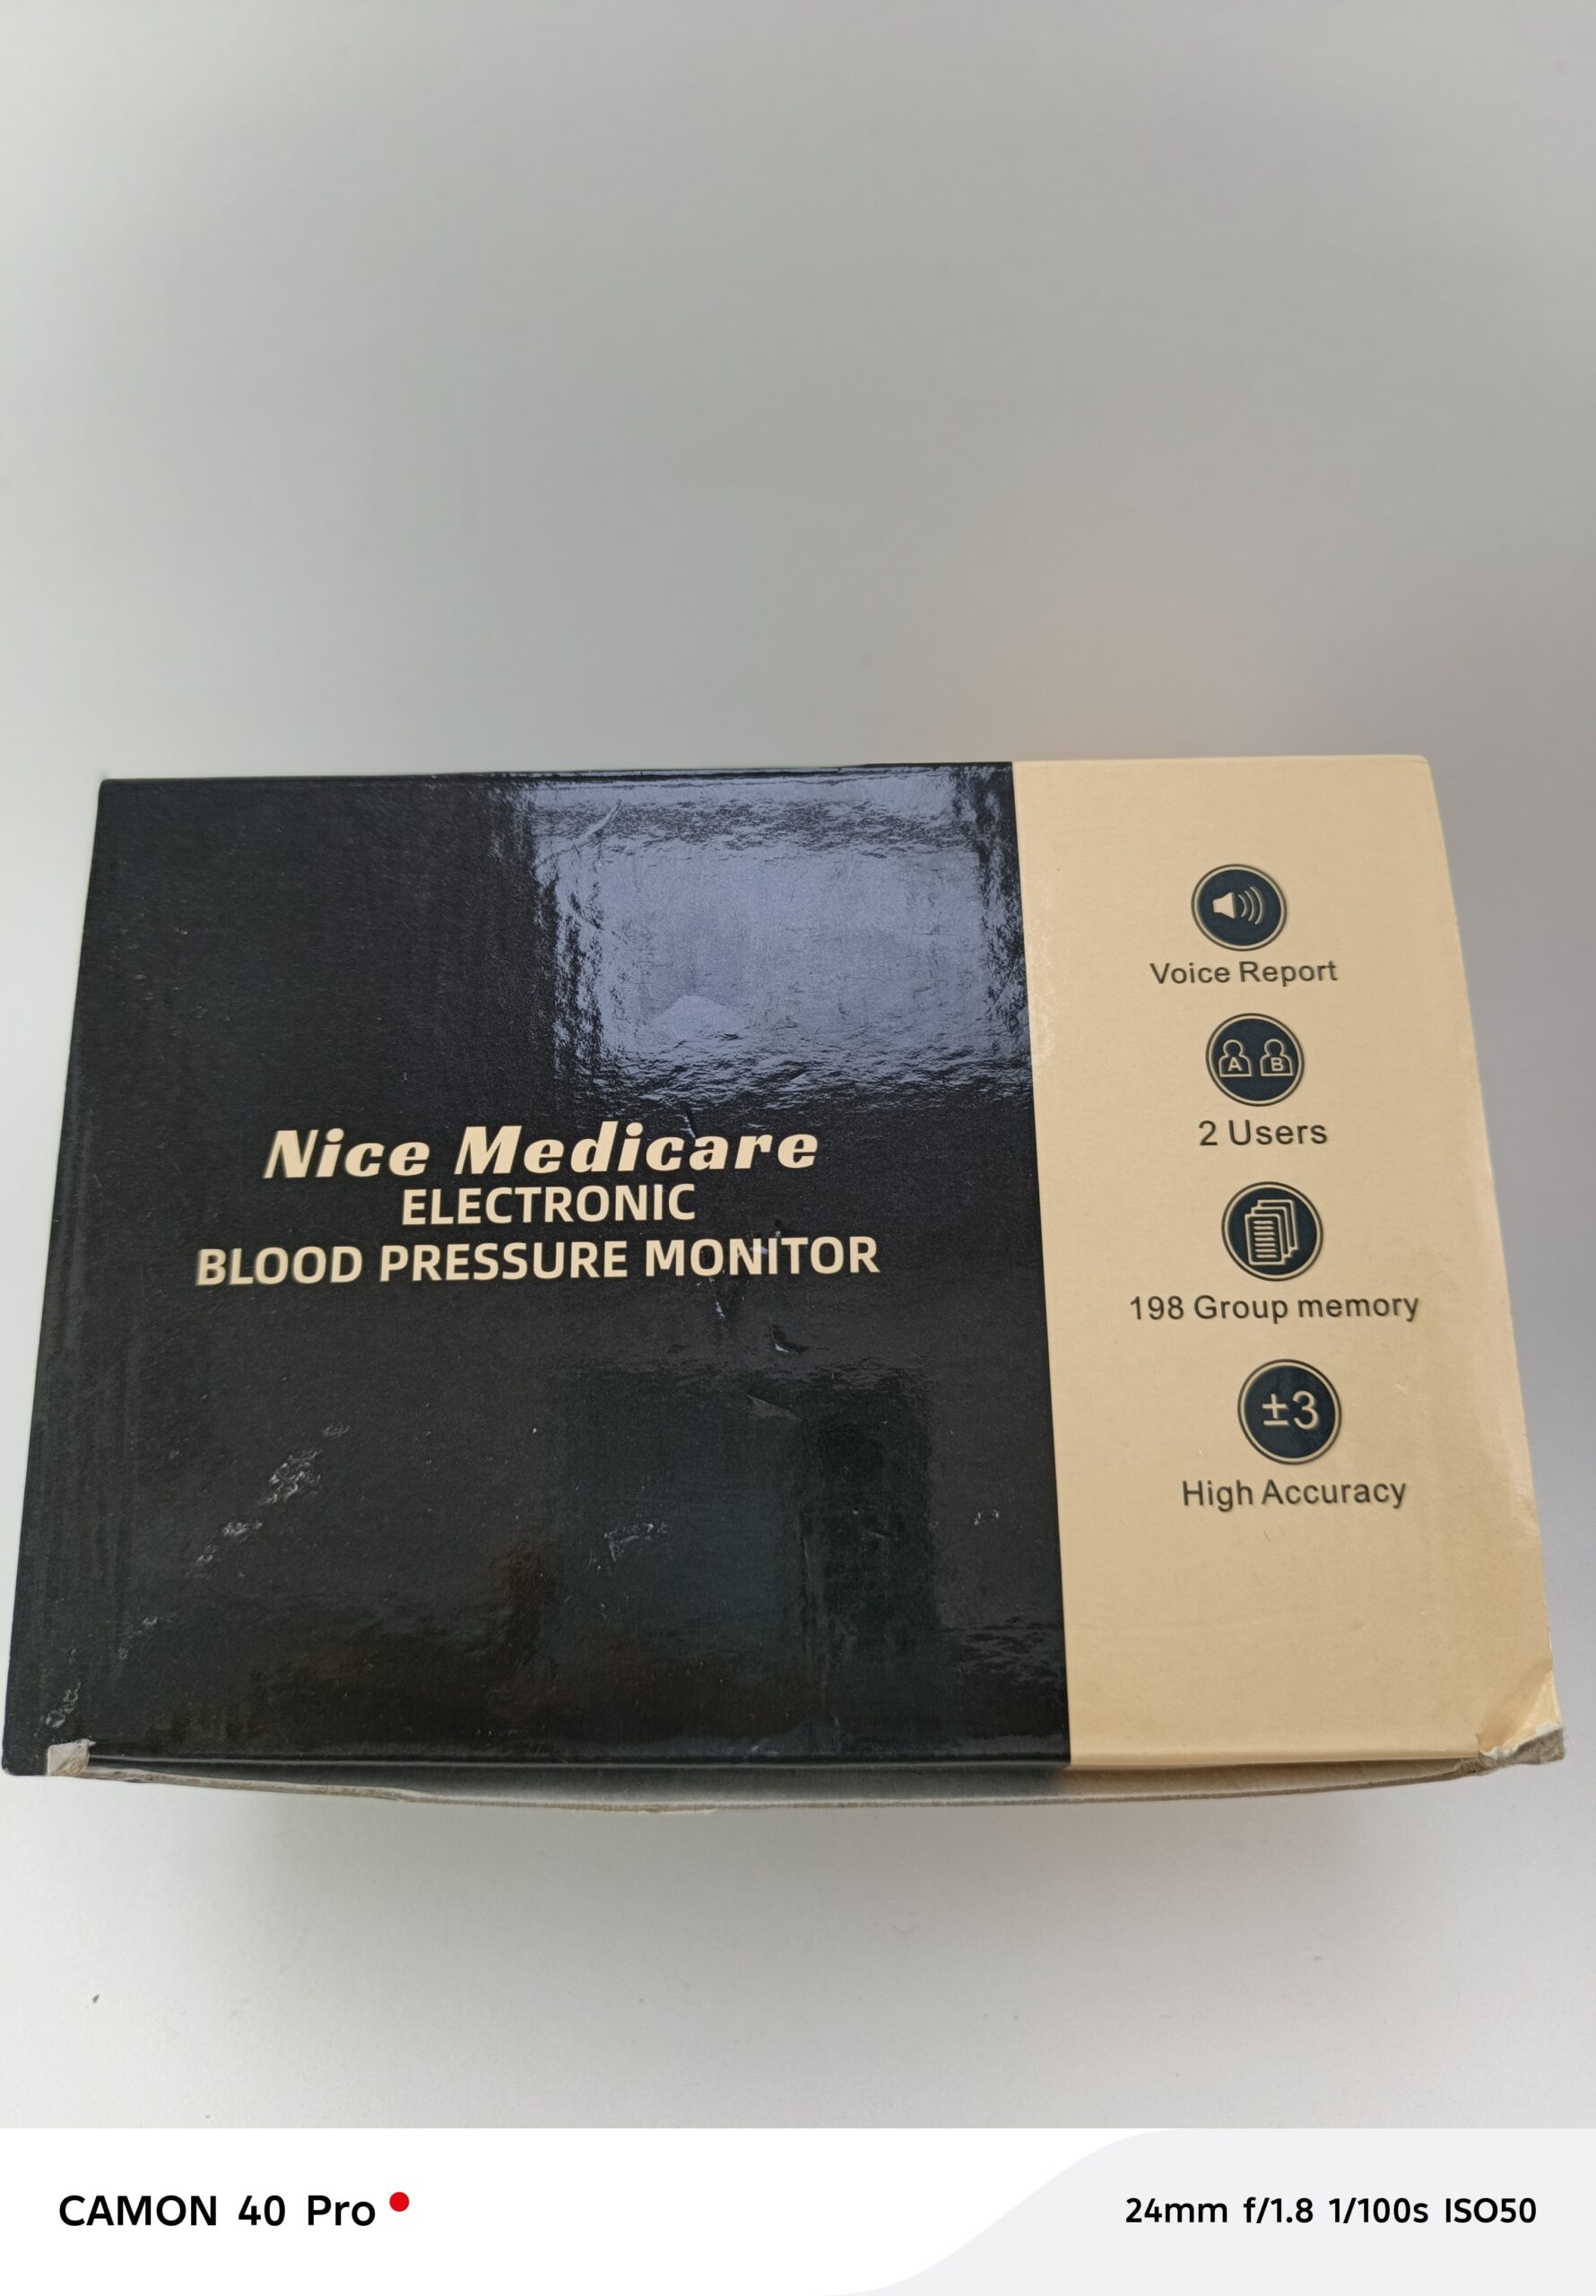 Nice Medicare
ELECTRONIC
BLOOD PRESSURE MONITOR
Voice Report
A B
2 Users
198 Group memory
±3
High Accuracy
CAMON 40 Pro
24mm f/1.8 1/100s ISO50